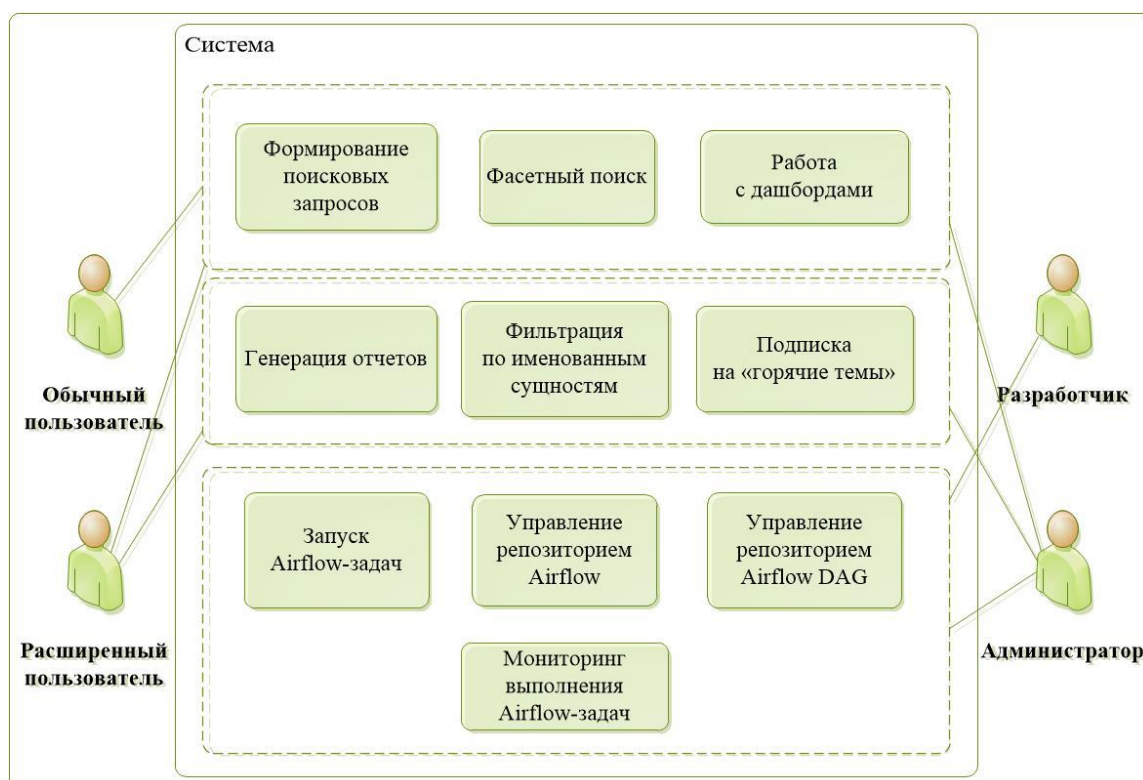 Система
Формирование
поисковых
запросов
Фасетный поиск
Работа
с дашбордами
Генерация отчетов
Фильтрация
по именованным
сущностям
Подписка
на «горячие темы»
Обычный
пользователь
Разработчик
Запуск
Airflow-задач
Управление
репозиторием
Airflow
Управление
репозиторием
Airflow DAG
Расширенный
пользователь
Администратор
Мониторинг
выполнения
Airflow-задач